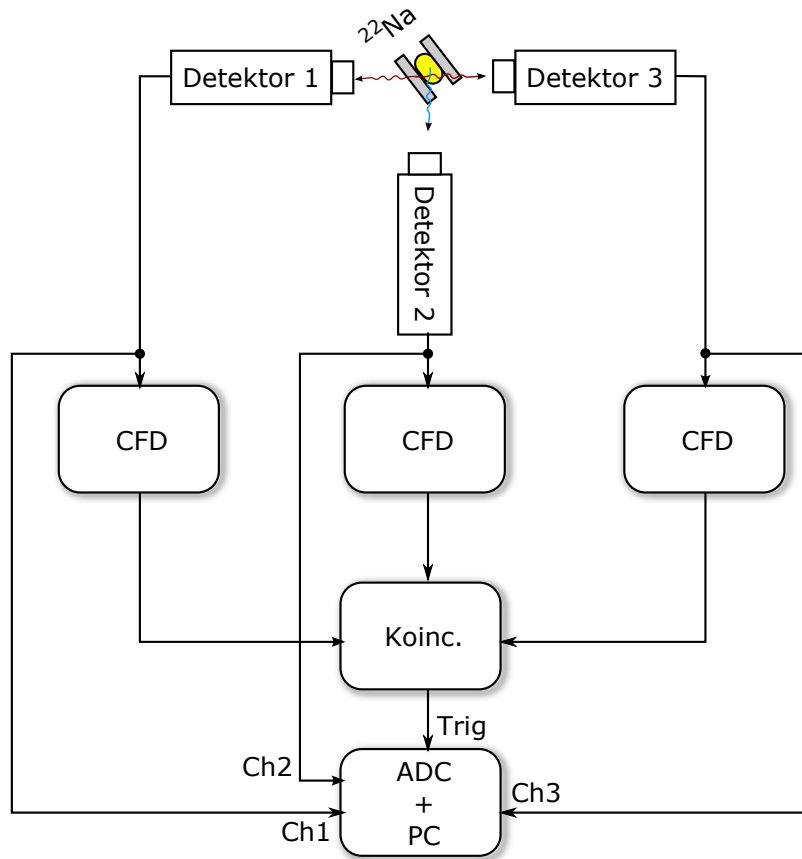 ²²Na
Detektor 1
Detektor 3
Detektor 2
CFD
CFD
CFD
Koinc.
Trig
Ch2
ADC
+
PC
Ch3
Ch1